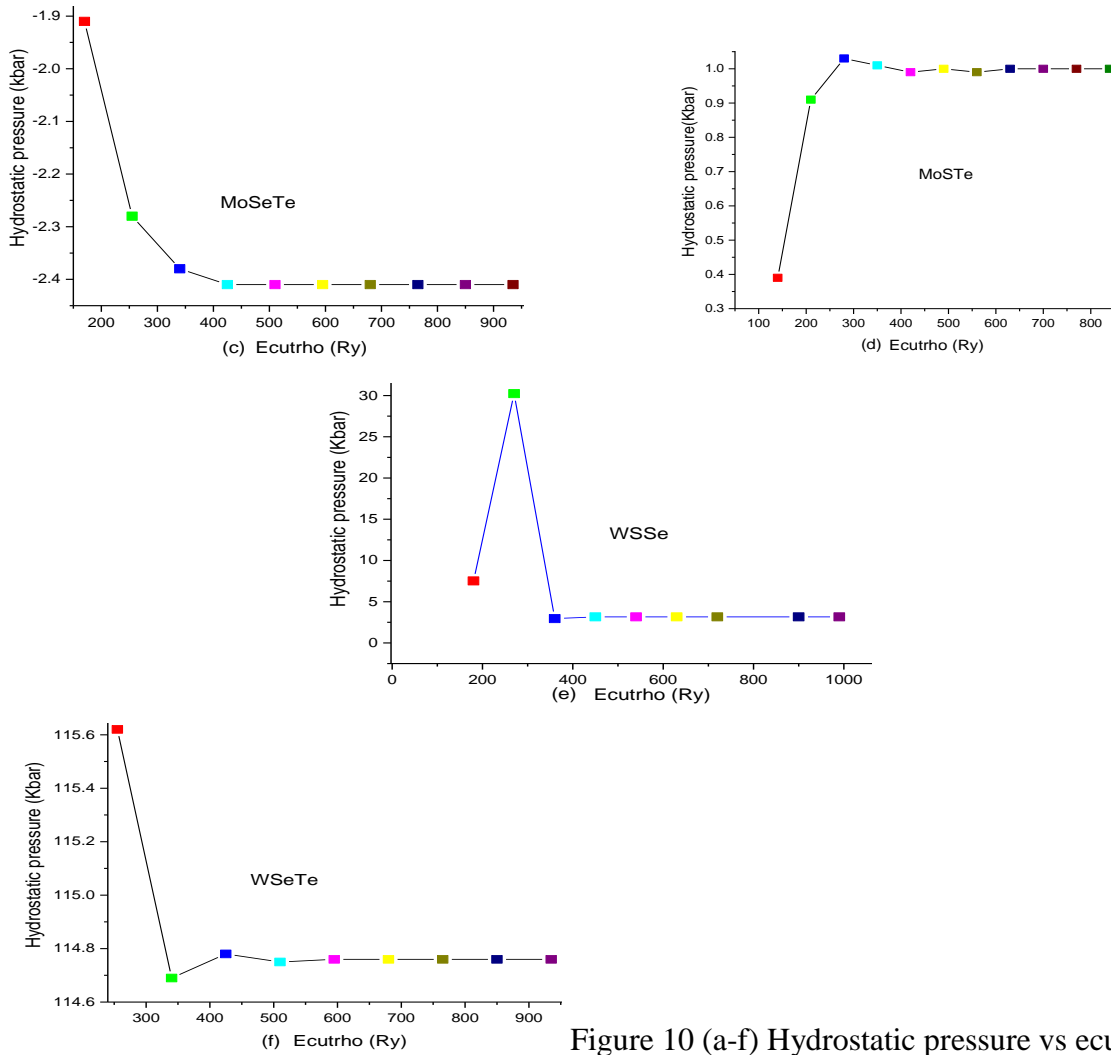 -1.9
-2.0
-2.1
-2.2
-2.3
-2.4
Hydrostatic pressure (Kbar)
MoSeTe
200 300 400 500 600 700 800 900
(c) Ecutrho (Ry)
1.0
0.9
0.8
0.7
0.6
0.5
0.4
0.3
Hydrostatic pressure(Kbar)
MoSTe
100 200 300 400 500 600 700 800
(d) Ecutrho (Ry)
30
25
20
15
10
5
0
Hydrostatic pressure (Kbar)
WSSe
0 200 400 600 800 1000
(e) Ecutrho (Ry)
115.6
115.4
115.2
115.0
114.8
114.6
Hydrostatic pressure (Kbar)
WSeTe
300 400 500 600 700 800 900
(f) Ecutrho (Ry)
Figure 10 (a-f) Hydrostatic pressure vs